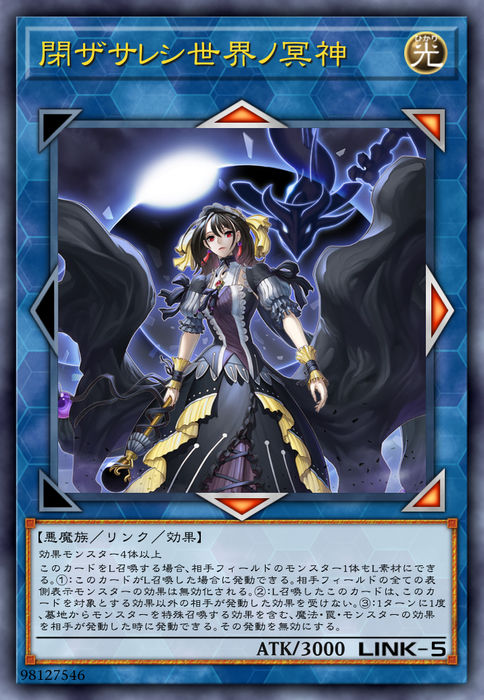 閉ザサレシ世界ノ冥神
ひかり
光
【悪魔族／リンク／効果】
効果モンスター4体以上
このカードをL召喚する場合、相手フィールドのモンスター1体もL素材にでき
る。①：このカードがL召喚した場合に発動できる。相手フィールドの全ての表
側表示モンスターの効果は無効化される。②：L召喚したこのカードは、このカ
ードを対象とする効果以外の相手が発動した効果を受けない。③：1ターンに1度
、墓地からモンスターを特殊召喚する効果を含む、魔法・罠・モンスターの効果
を相手が発動した時に発動できる。その発動を無効にする。
ATK/3000 LINK-5
98127546